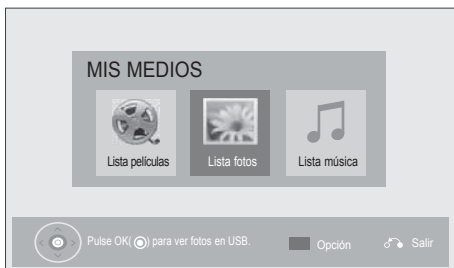 MIS MEDIOS
Lista películas
Lista fotos
Lista música
Pulse OK(◉) para ver fotos en USB.
Opción
Salir